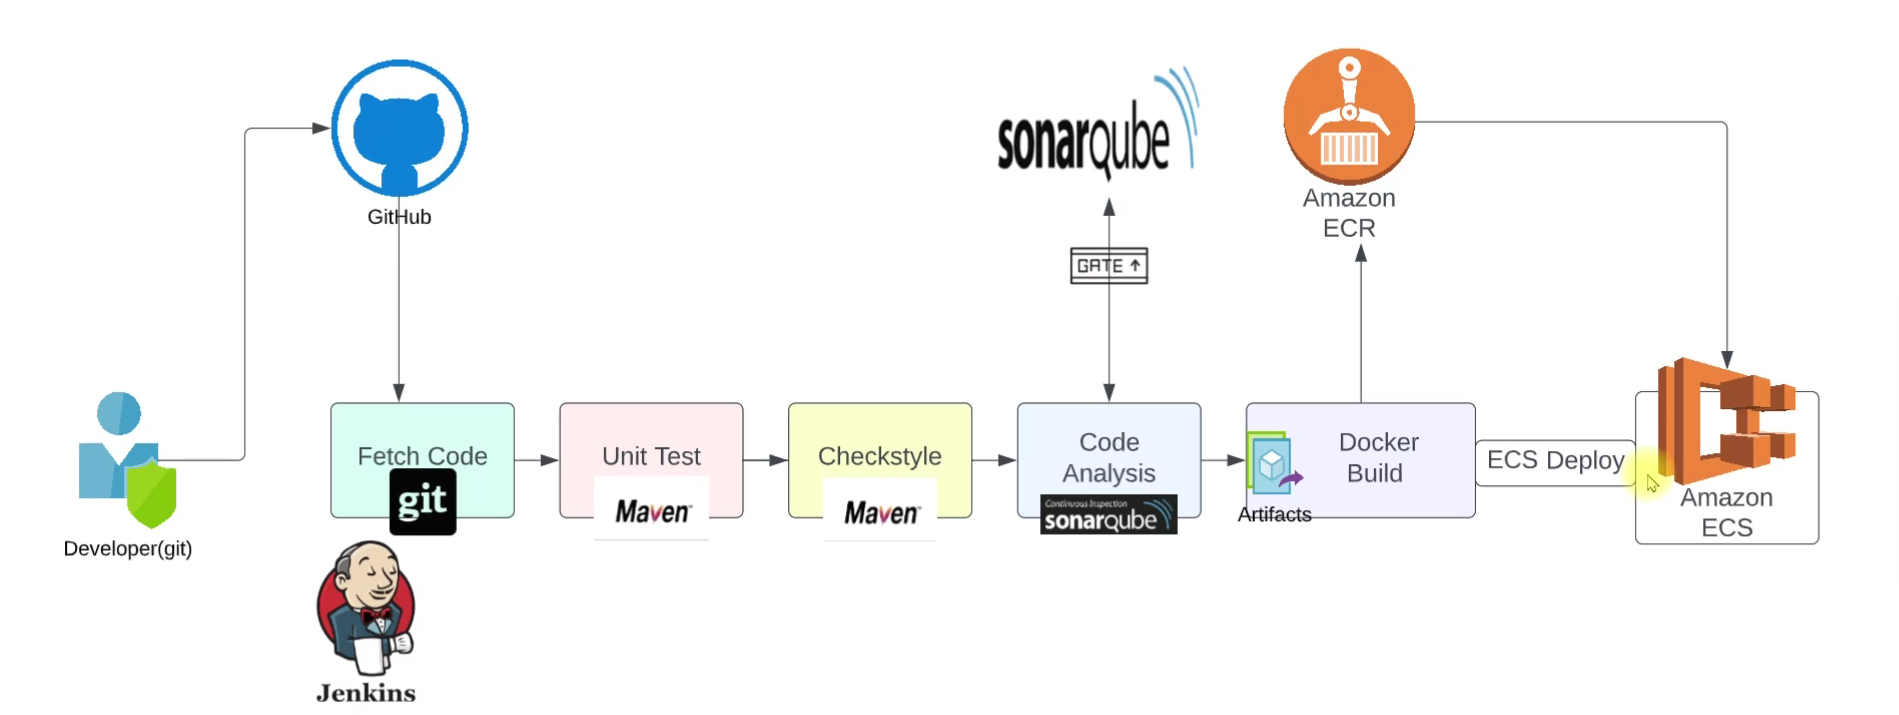 GitHub
Developer(git)
Fetch Code
git
Jenkins
Unit Test
Maven
Checkstyle
Maven
sonarqube
GATE ↑
Code
Analysis
Continuous Inspection
sonarqube
Artifacts
Docker
Build
Amazon
ECR
ECS Deploy
Amazon
ECS